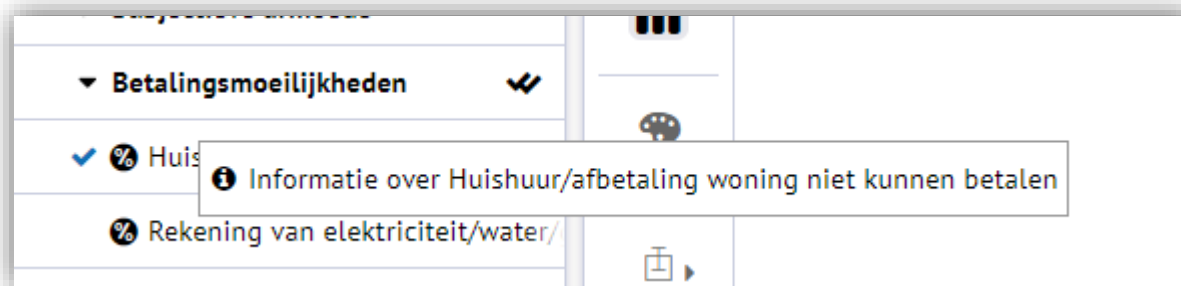 Betalingsmoeilijkheden
Huis
Informatie over Huishuur/afbetaling woning niet kunnen betalen
Rekening van elektriciteit/water/